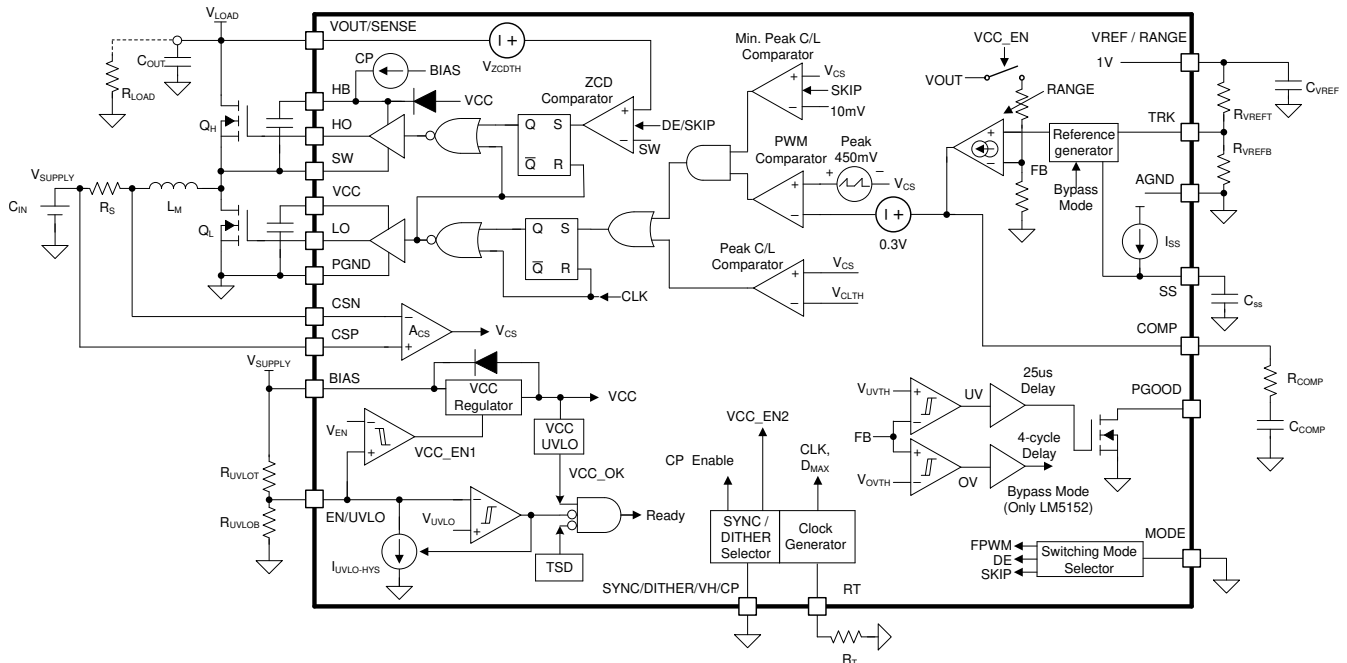 VLOAD
VOUT/SENSE
COUT
RLOAD
VZCDTH
CP
BIAS
HB
VCC
ZCD
Comparator
Min. Peak C/L
Comparator
VCS
SKIP
10mV
VCC_EN
VOUT
RANGE
VREF / RANGE
1V
CVREF
RVREFT
TRK
QH
HO
DE/SKIP
SW
Q
S
Q
R
SW
PWM
Comparator
Peak
450mV
VCS
FB
Reference
generator
Bypass
Mode
RVREFB
AGND
VSUPPLY
CIN
RS
LM
VCC
QL
LO
PGND
Q
S
Q
R
CLK
0.3V
Peak C/L
Comparator
VCS
VCLTH
ISS
SS
CSS
CSN
CSP
ACS
VCS
COMP
RCOMP
CCOMP
VSUPPLY
BIAS
VCC
Regulator
VCC
VEN
VCC_EN1
VCC
UVLO
VCC_OK
RUVLOT
RUVLOB
EN/UVLO
VUVLO
IUVLO-HYS
TSD
Ready
VCC_EN2
CP Enable
CLK,
DMAX
SYNC /
DITHER
Selector
Clock
Generator
SYNC/DITHER/VH/CP
RT
RT
VUVTH
UV
25us
Delay
PGOOD
FB
4-cycle
Delay
VOVTH
OV
Bypass Mode
(Only LM5152)
MODE
FPWM
DE
SKIP
Switching Mode
Selector